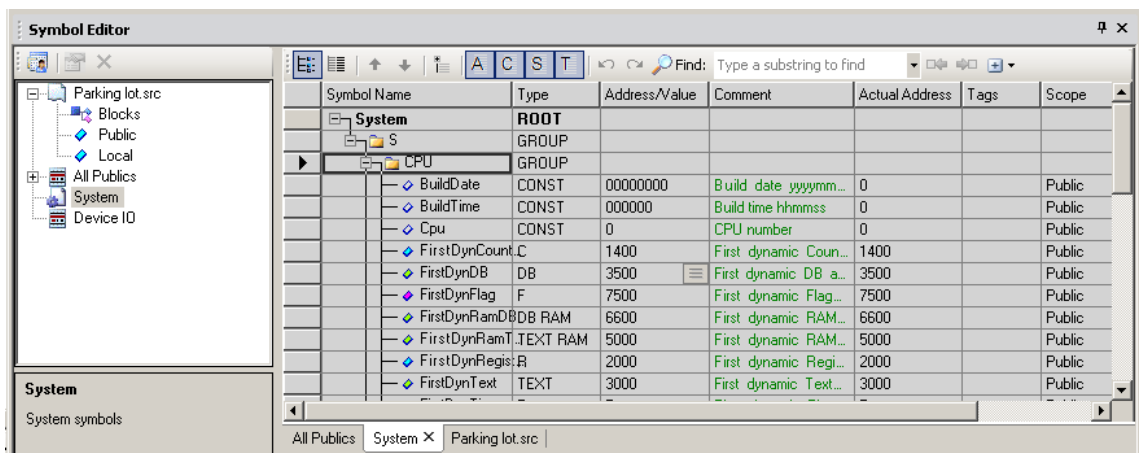 Symbol Editor
A C S T Find: Type a substring to find
Parking lot.src
Blocks
Public
Local
All Publics
System
Device IO
Symbol Name Type Address/Value Comment Actual Address Tags Scope
System ROOT
S GROUP
CPU GROUP
BuildDate CONST 00000000 Build date yyyymm... 0 Public
BuildTime CONST 000000 Build time hhmmss 0 Public
Cpu CONST 0 CPU number 0 Public
FirstDynCount... C 1400 First dynamic Coun... 1400 Public
FirstDynDB DB 3500 First dynamic DB a... 3500 Public
FirstDynFlag F 7500 First dynamic Flag... 7500 Public
FirstDynRamDB DB RAM 6600 First dynamic RAM... 6600 Public
FirstDynRamT... TEXT RAM 5000 First dynamic RAM... 5000 Public
FirstDynRegis... R 2000 First dynamic Regi... 2000 Public
FirstDynText TEXT 3000 First dynamic Text... 3000 Public
System
System symbols
All Publics System Parking lot.src